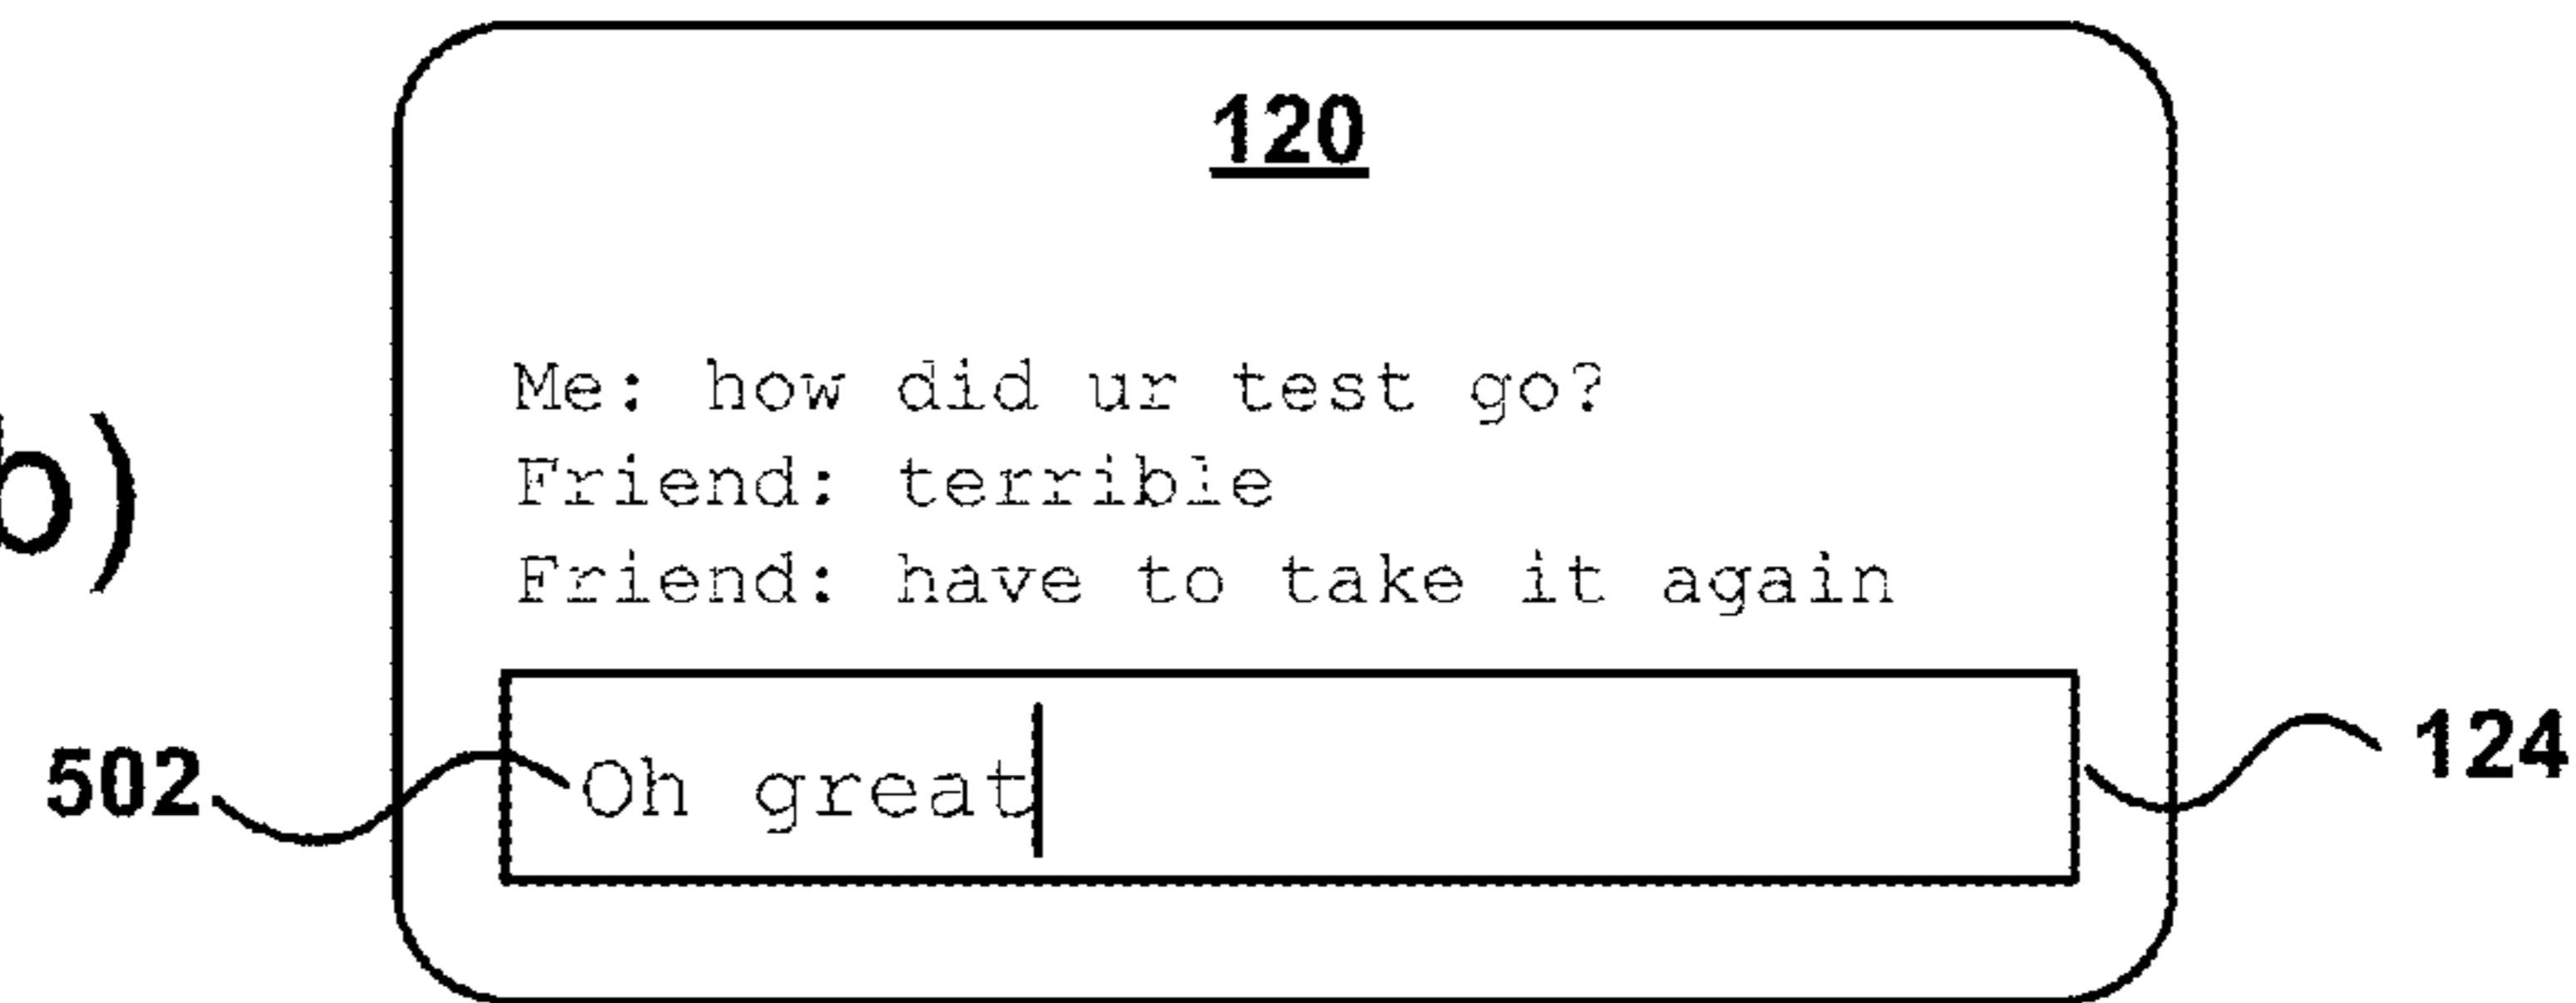 120
Me: how did ur test go?
b)
Friend: terrible
Friend: have to take it again
502
Oh great
124